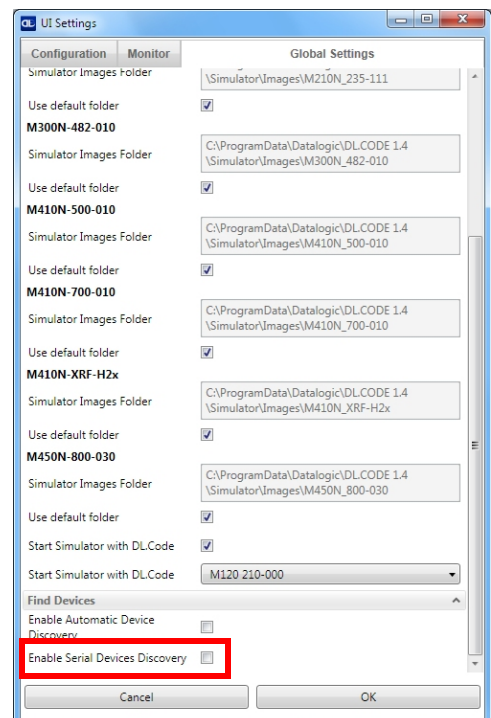 UI Settings
Configuration Monitor Global Settings
Simulator Images Folder
\Simulator\Images\M210N_235-111
Use default folder
M300N-482-010
Simulator Images Folder
C:\ProgramData\Datalogic\DL.CODE 1.4
\Simulator\Images\M300N_482-010
Use default folder
M410N-500-010
Simulator Images Folder
C:\ProgramData\Datalogic\DL.CODE 1.4
\Simulator\Images\M410N_500-010
Use default folder
M410N-700-010
Simulator Images Folder
C:\ProgramData\Datalogic\DL.CODE 1.4
\Simulator\Images\M410N_700-010
Use default folder
M410N-XRF-H2x
Simulator Images Folder
C:\ProgramData\Datalogic\DL.CODE 1.4
\Simulator\Images\M410N_XRF-H2x
Use default folder
M450N-800-030
Simulator Images Folder
C:\ProgramData\Datalogic\DL.CODE 1.4
\Simulator\Images\M450N_800-030
Use default folder
Start Simulator with DL.Code
Start Simulator with DL.Code M120 210-000
Find Devices
Enable Automatic Device
Discovery
Enable Serial Devices Discovery
Cancel OK